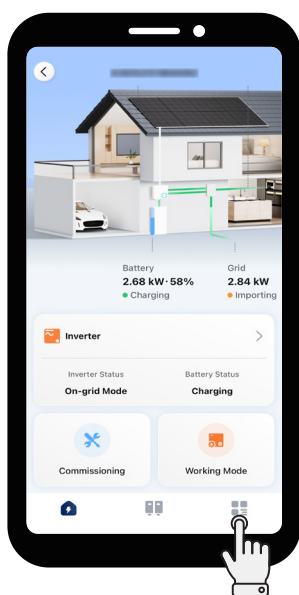 Battery
2.68 kW·58%
Charging
Grid
2.84 kW
Importing
Inverter
Inverter Status
On-grid Mode
Battery Status
Charging
Commissioning
Working Mode